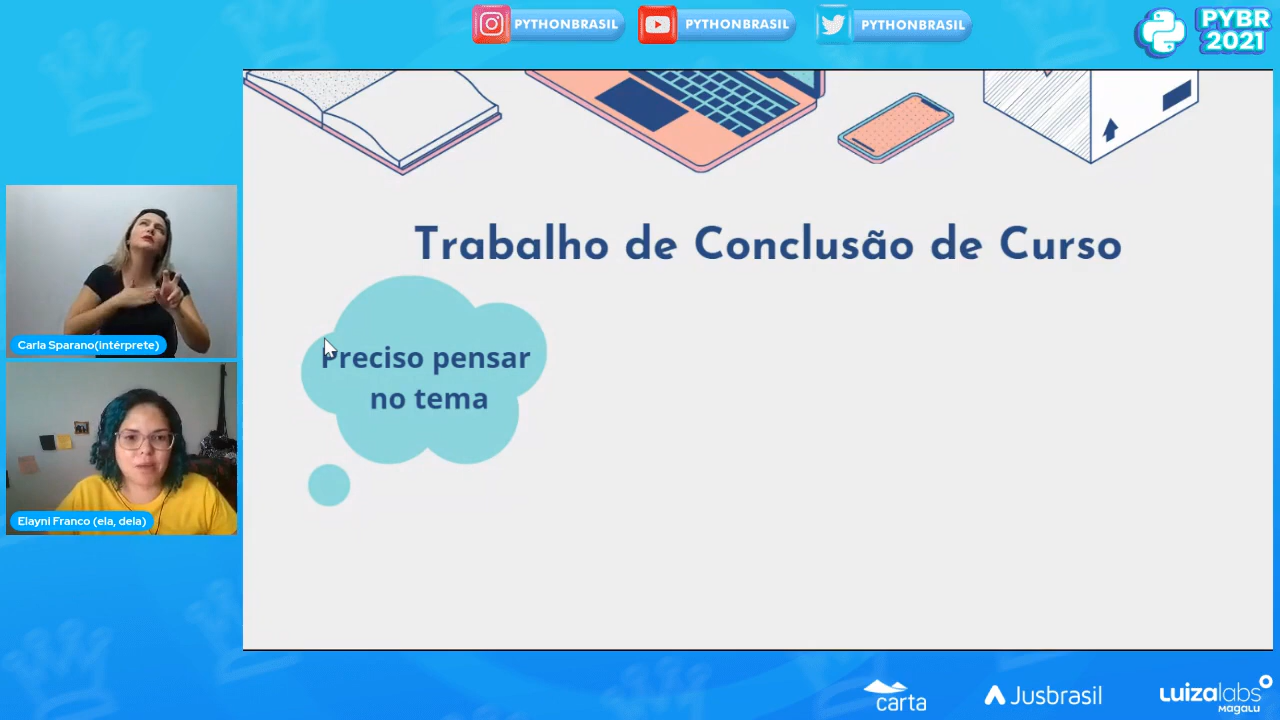 PYTHONBRASIL
PYTHONBRASIL
PYTHONBRASIL
PYBR
2021
Trabalho de Conclusão de Curso
Preciso pensar
no tema
Carla Sparano(intérprete)
Elayni Franco (ela, dela)
carta
Jusbrasil
Luizalabs
MAGALU